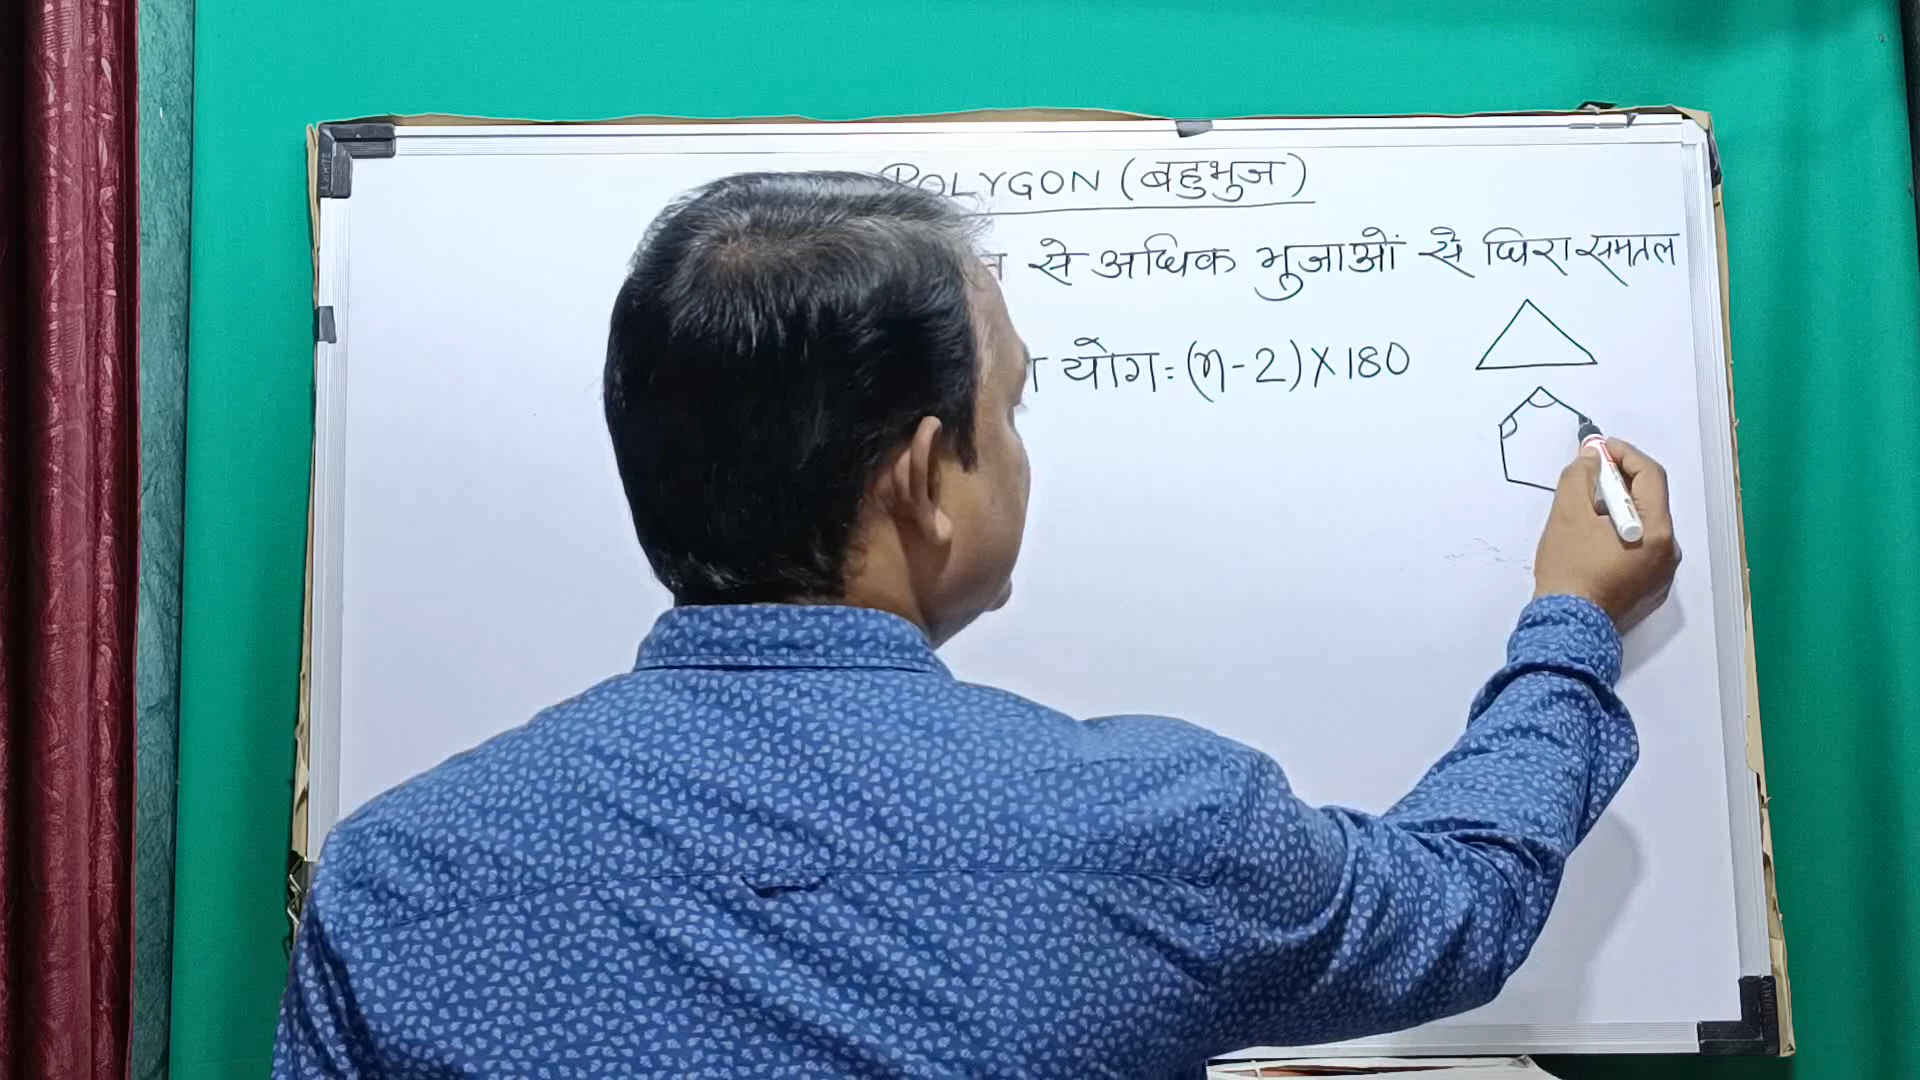 POLYGON (बहुभुज)
से अधिक भुजाओं से घिरा समतल
योग = (n-2) X 180